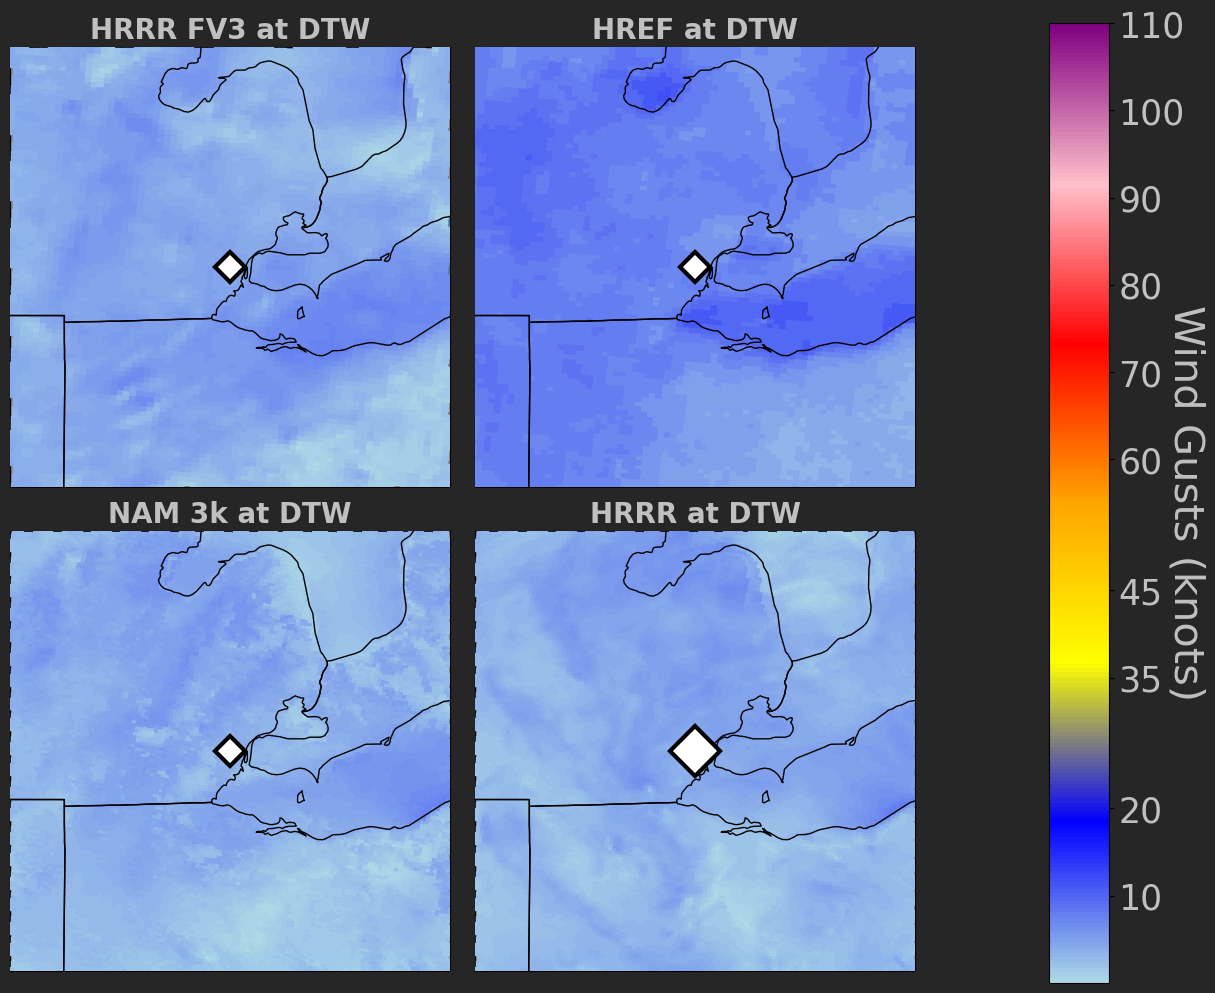 HRRR FV3 at DTW
HREF at DTW
NAM 3k at DTW
HRRR at DTW
110
100
90
80
70
60
45
35
20
10
Wind Gusts (knots)